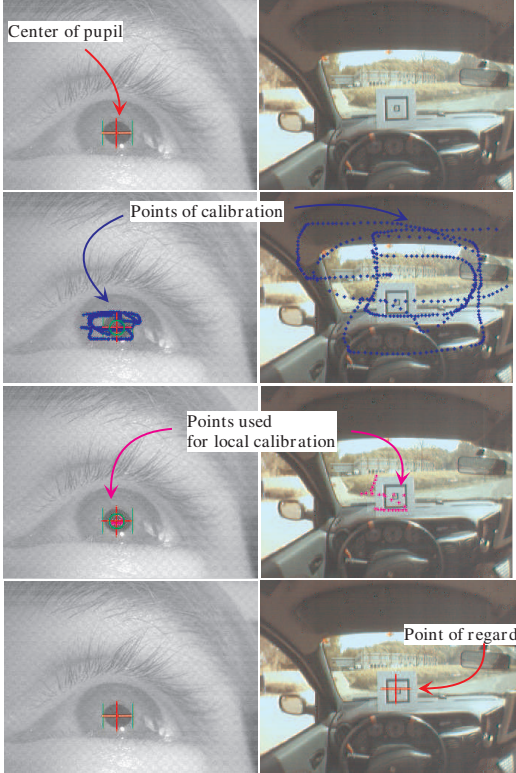 Center of pupil
Points of calibration
Points used
for local calibration
Point of regard